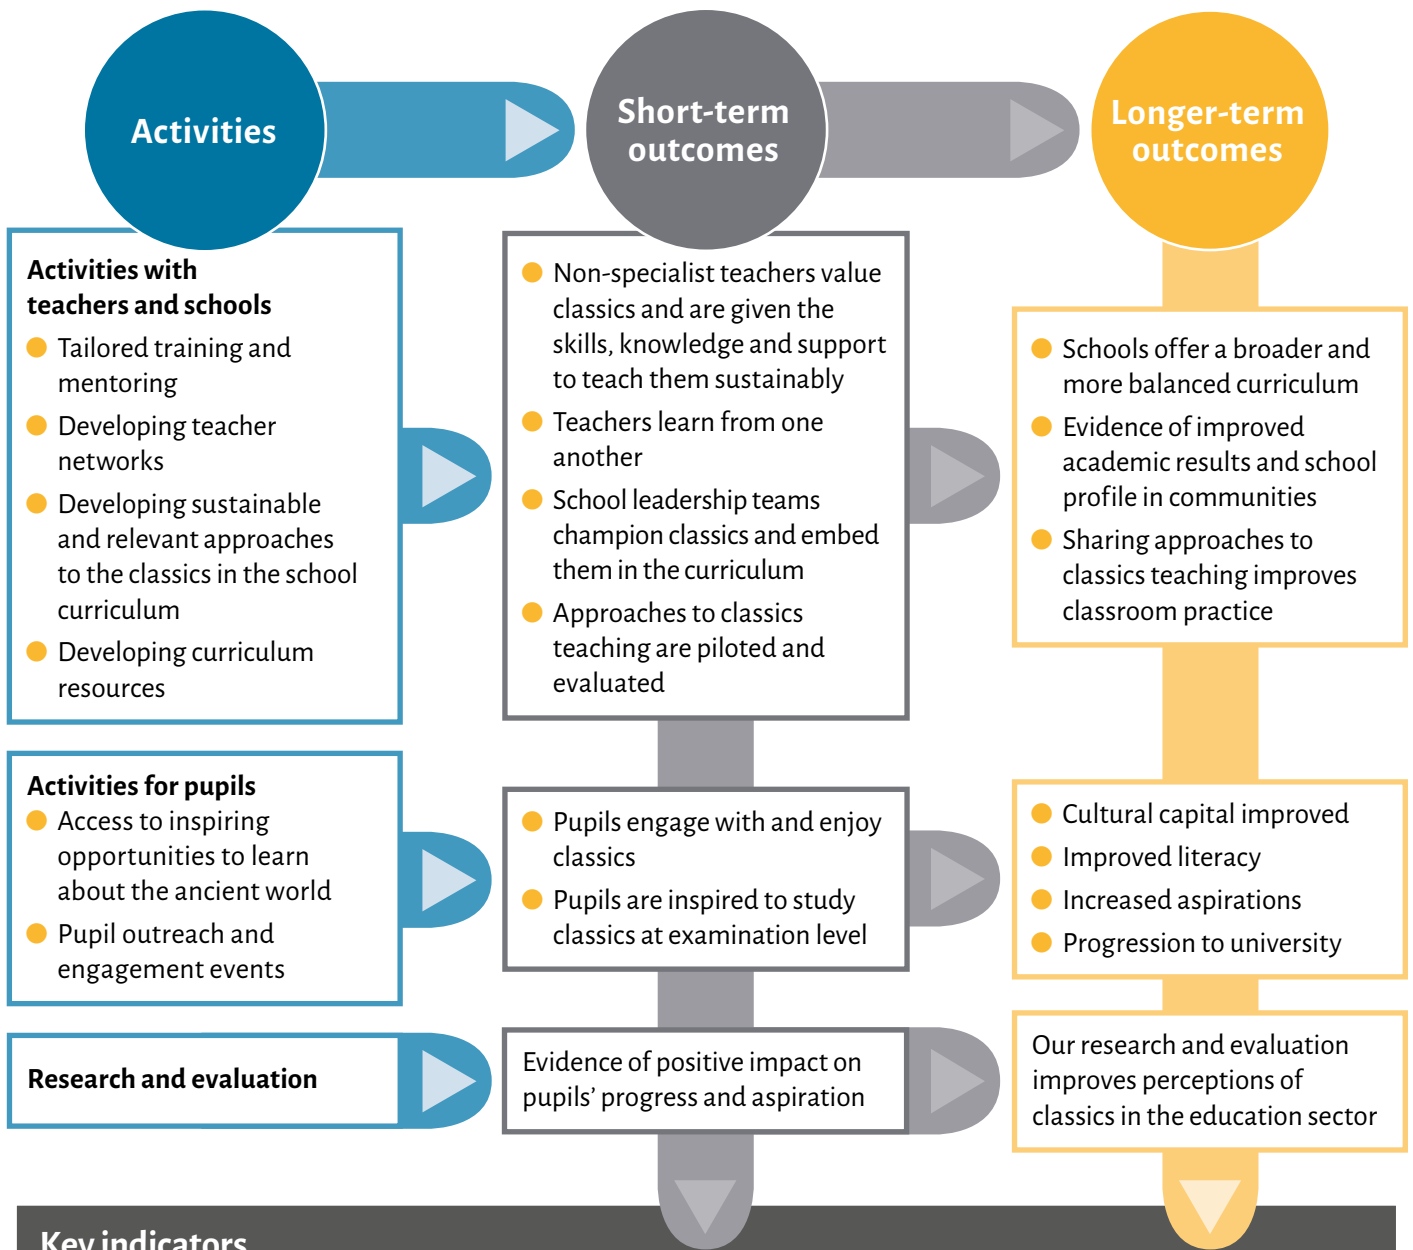 Activities
Short-term
outcomes
Longer-term
outcomes
Activities with
teachers and schools
Tailored training and
mentoring
Developing teacher
networks
Developing sustainable
and relevant approaches
to the classics in the school
curriculum
Developing curriculum
resources
Non-specialist teachers value
classics and are given the
skills, knowledge and support
to teach them sustainably
Teachers learn from one
another
School leadership teams
champion classics and embed
them in the curriculum
Approaches to classics
teaching are piloted and
evaluated
Schools offer a broader and
more balanced curriculum
Evidence of improved
academic results and school
profile in communities
Sharing approaches to
classics teaching improves
classroom practice
Activities for pupils
Access to inspiring
opportunities to learn
about the ancient world
Pupil outreach and
engagement events
Pupils engage with and enjoy
classics
Pupils are inspired to study
classics at examination level
Cultural capital improved
Improved literacy
Increased aspirations
Progression to university
Research and evaluation
Evidence of positive impact on
pupils’ progress and aspiration
Our research and evaluation
improves perceptions of
classics in the education sector
Key indicators